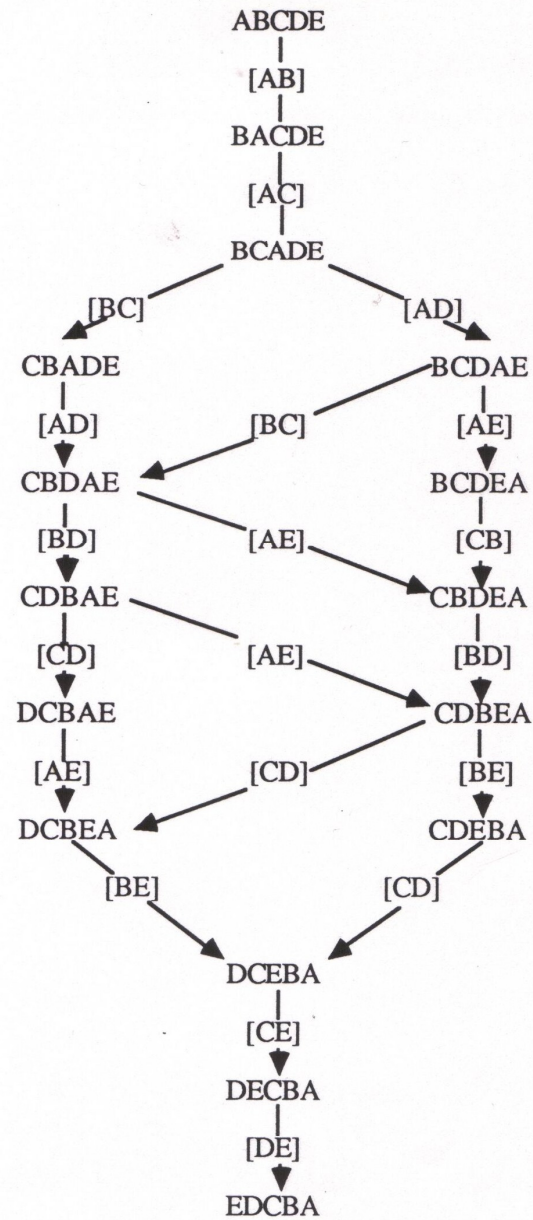 ABCDE
[AB]
BACDE
[AC]
BCADE
[BC] [AD]
CBADE BCDAE
[AD] [BC] [AE]
CBDAE BCDEA
[BD] [AE] [CB]
CDBAE CBDEA
[CD] [AE] [BD]
DCBAE CDBEA
[AE] [CD] [BE]
DCBEA CDEBA
[BE] [CD]
DCEBA
[CE]
DECBA
[DE]
EDCBA